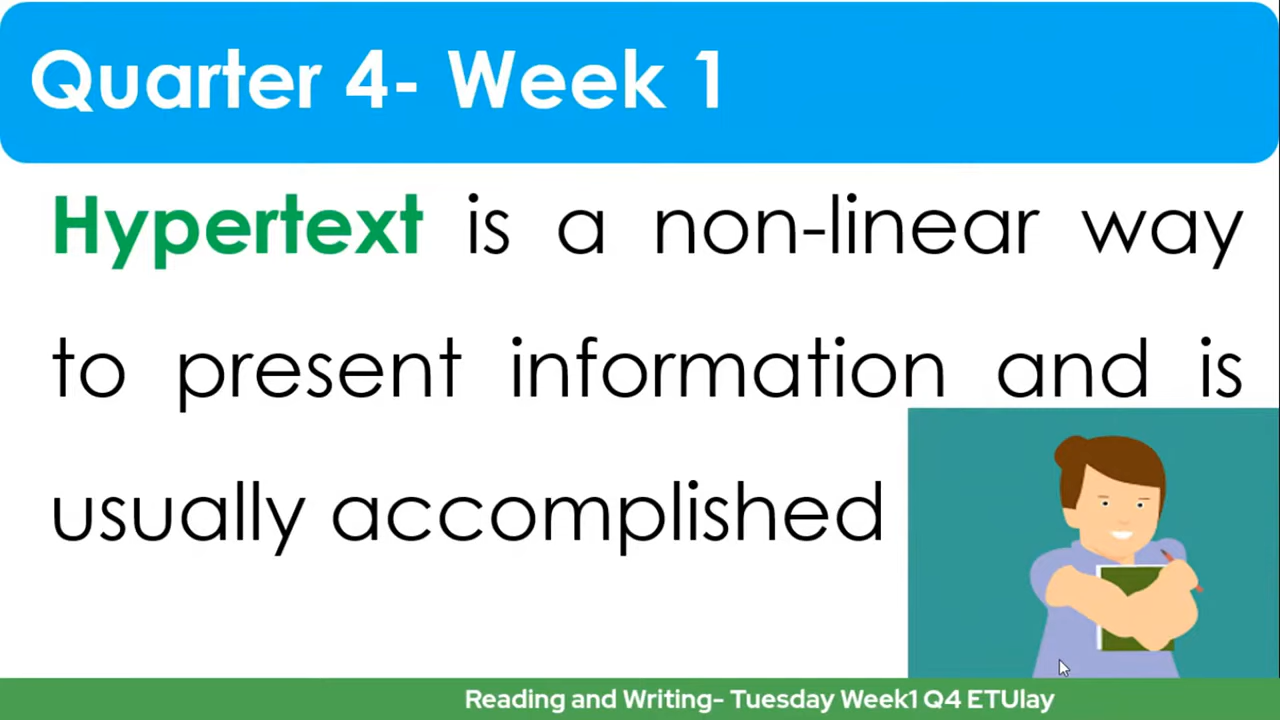 Quarter 4- Week 1
Hypertext is a non-linear way
to present information and is
usually accomplished
Reading and Writing- Tuesday Week1 Q4 ETUlay